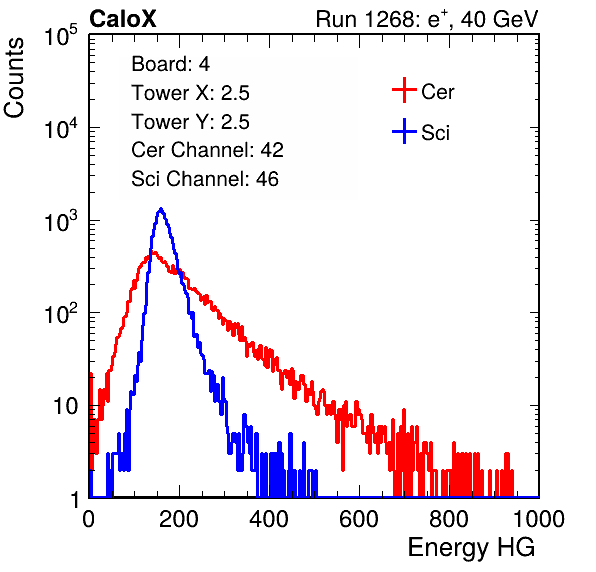 CaloX Run 1268: e⁺, 40 GeV
Counts
10⁵
10⁴
10³
10²
10
1
Board: 4
Tower X: 2.5
Tower Y: 2.5
Cer Channel: 42
Sci Channel: 46
Cer
Sci
0 200 400 600 800 1000
Energy HG